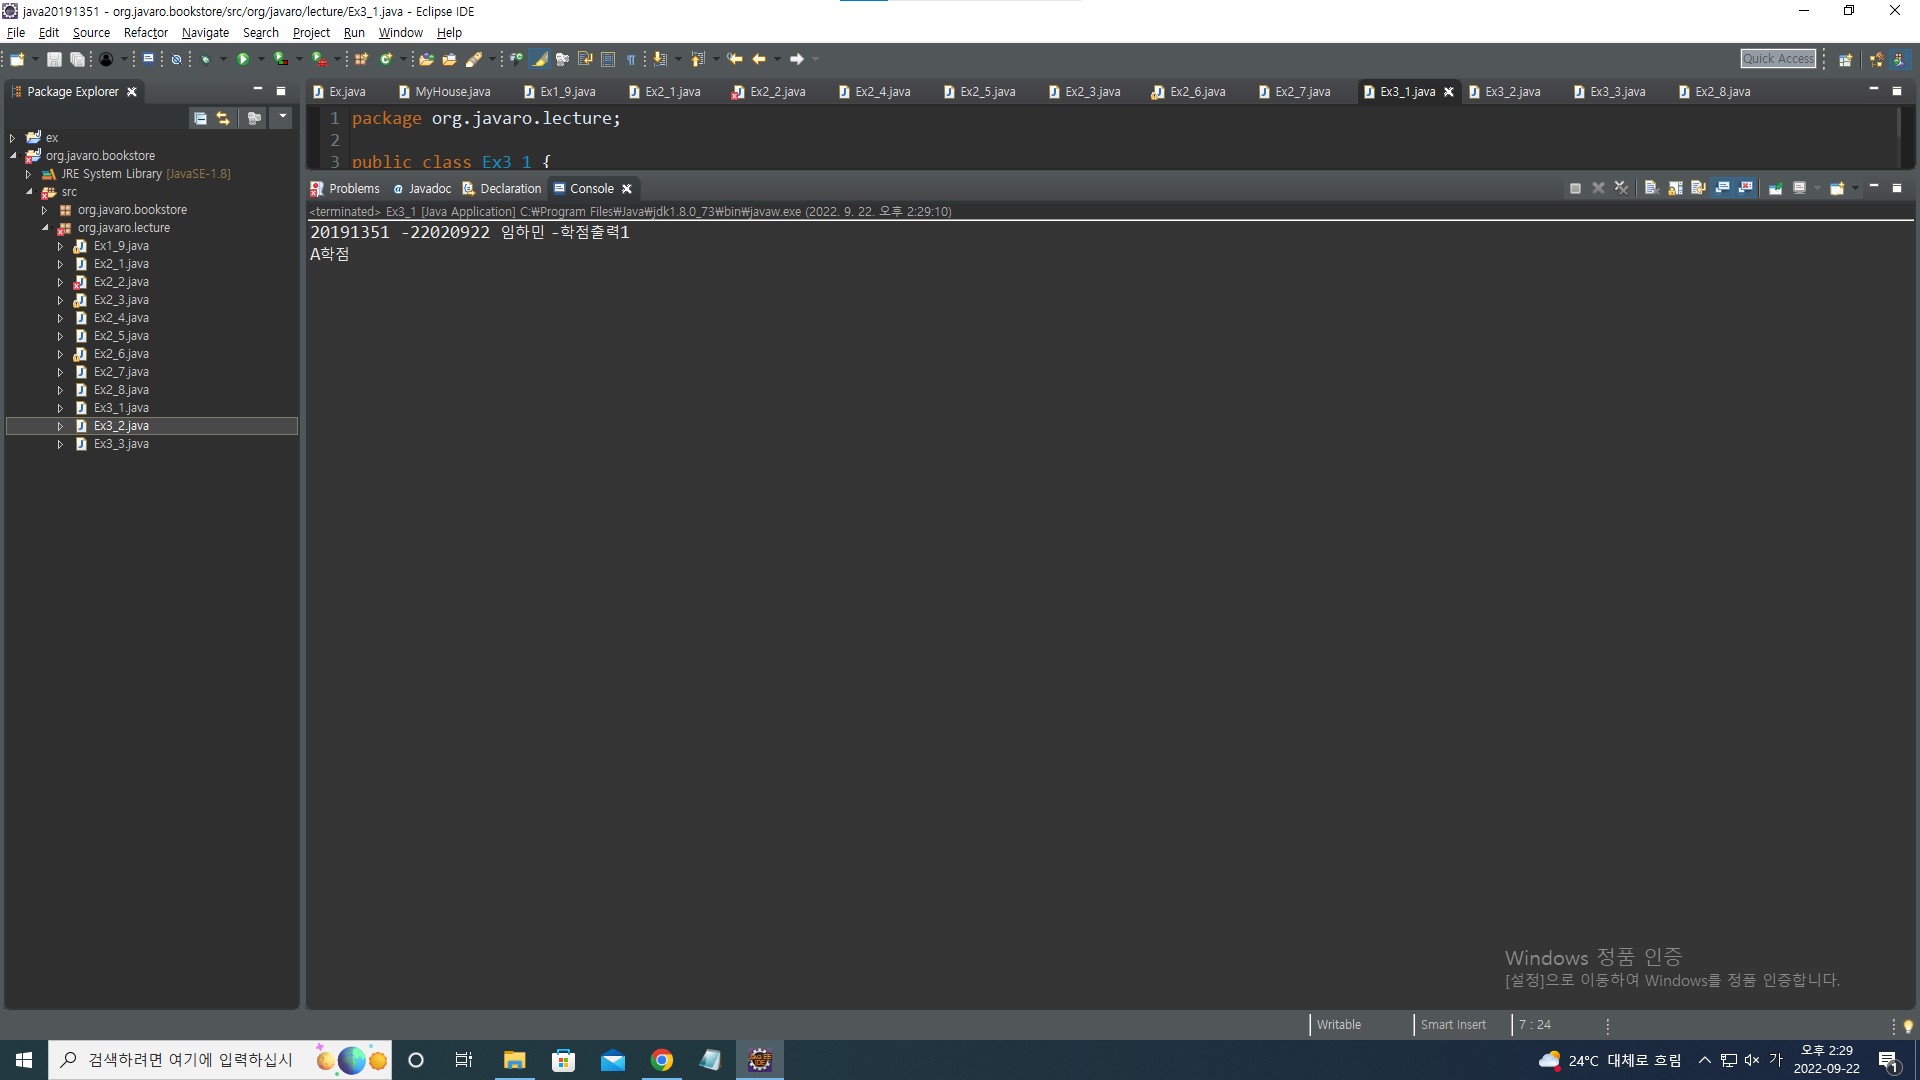 java20191351 - org.javaro.bookstore/src/org/javaro/lecture/Ex3_1.java - Eclipse IDE
File Edit Source Refactor Navigate Search Project Run Window Help
Quick Access
Package Explorer
Ex.java MyHouse.java Ex1_9.java Ex2_1.java Ex2_2.java Ex2_4.java Ex2_5.java Ex2_3.java Ex2_6.java Ex2_7.java Ex3_1.java Ex3_2.java Ex3_3.java Ex2_8.java
ex
org.javaro.bookstore
JRE System Library [JavaSE-1.8]
src
org.javaro.bookstore
org.javaro.lecture
Ex1_9.java
Ex2_1.java
Ex2_2.java
Ex2_3.java
Ex2_4.java
Ex2_5.java
Ex2_6.java
Ex2_7.java
Ex2_8.java
Ex3_1.java
Ex3_2.java
Ex3_3.java
1 package org.javaro.lecture;
2
3 public class Ex3_1 {
Problems Javadoc Declaration Console
<terminated> Ex3_1 [Java Application] C:₩Program Files₩Java₩jdk1.8.0_73₩bin₩javaw.exe (2022. 9. 22. 오후 2:29:10)
20191351 -22020922 임하민 -학점출력1
A학점
Windows 정품 인증
[설정]으로 이동하여 Windows를 정품 인증합니다.
Writable Smart Insert 7 : 24
검색하려면 여기에 입력하십시
24°C 대체로 흐림 가 오후 2:29
2022-09-22
1